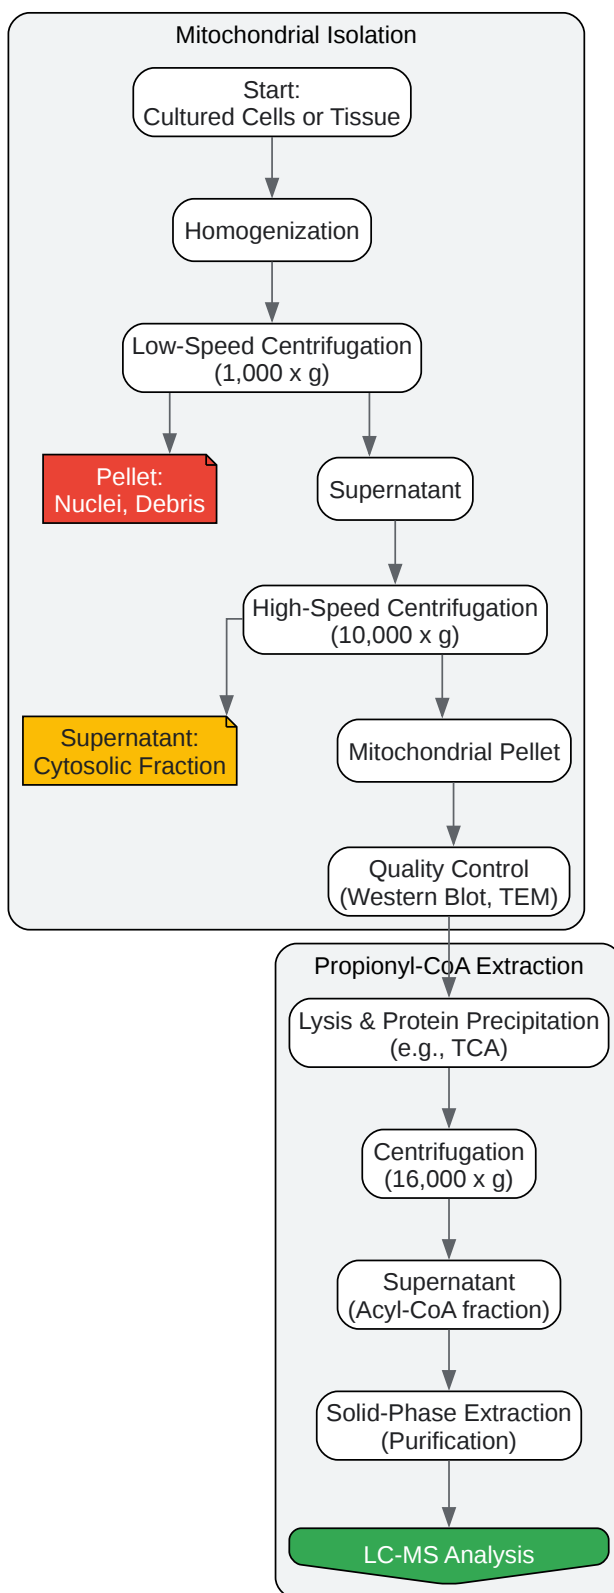 Mitochondrial Isolation
Start:
Cultured Cells or Tissue
Homogenization
Low-Speed Centrifugation
(1,000 x g)
Pellet:
Nuclei, Debris
Supernatant
High-Speed Centrifugation
(10,000 x g)
Supernatant:
Cytosolic Fraction
Mitochondrial Pellet
Quality Control
(Western Blot, TEM)
Propionyl-CoA Extraction
Lysis & Protein Precipitation
(e.g., TCA)
Centrifugation
(16,000 x g)
Supernatant
(Acyl-CoA fraction)
Solid-Phase Extraction
(Purification)
LC-MS Analysis